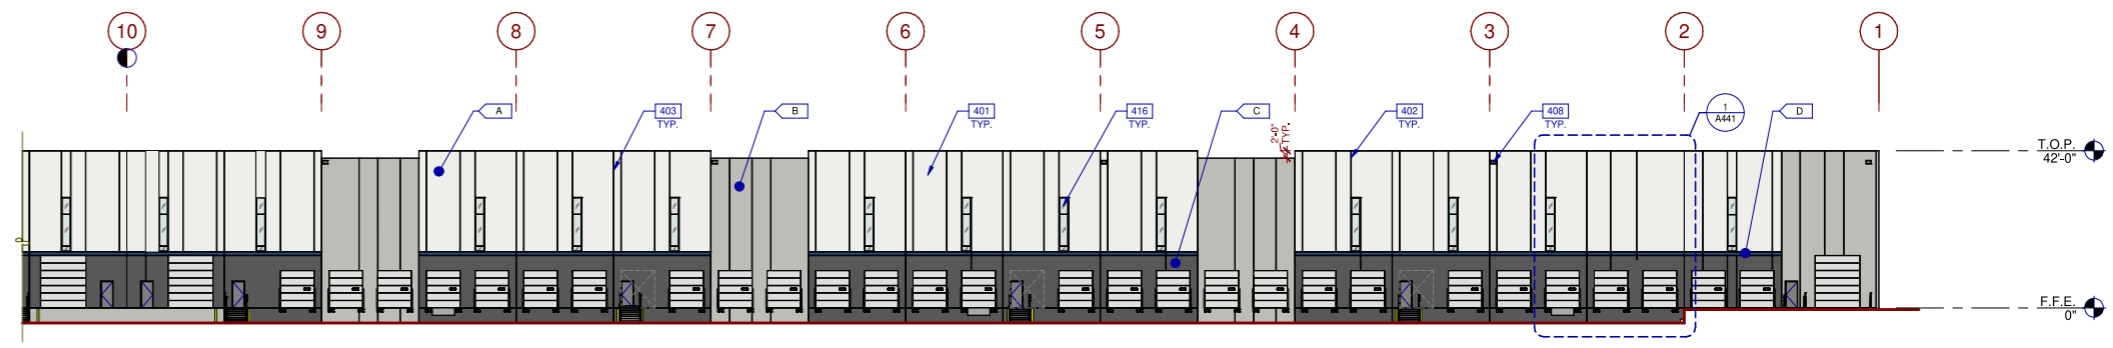 10 9 8 7 6 5 4 3 2 1
A 403 B 401 416 C 402 408 1 D
TYP. TYP. TYP. TYP. TYP.
A441
2'-0"
TYP.
T.O.P.
42'-0"
F.F.E.
0"